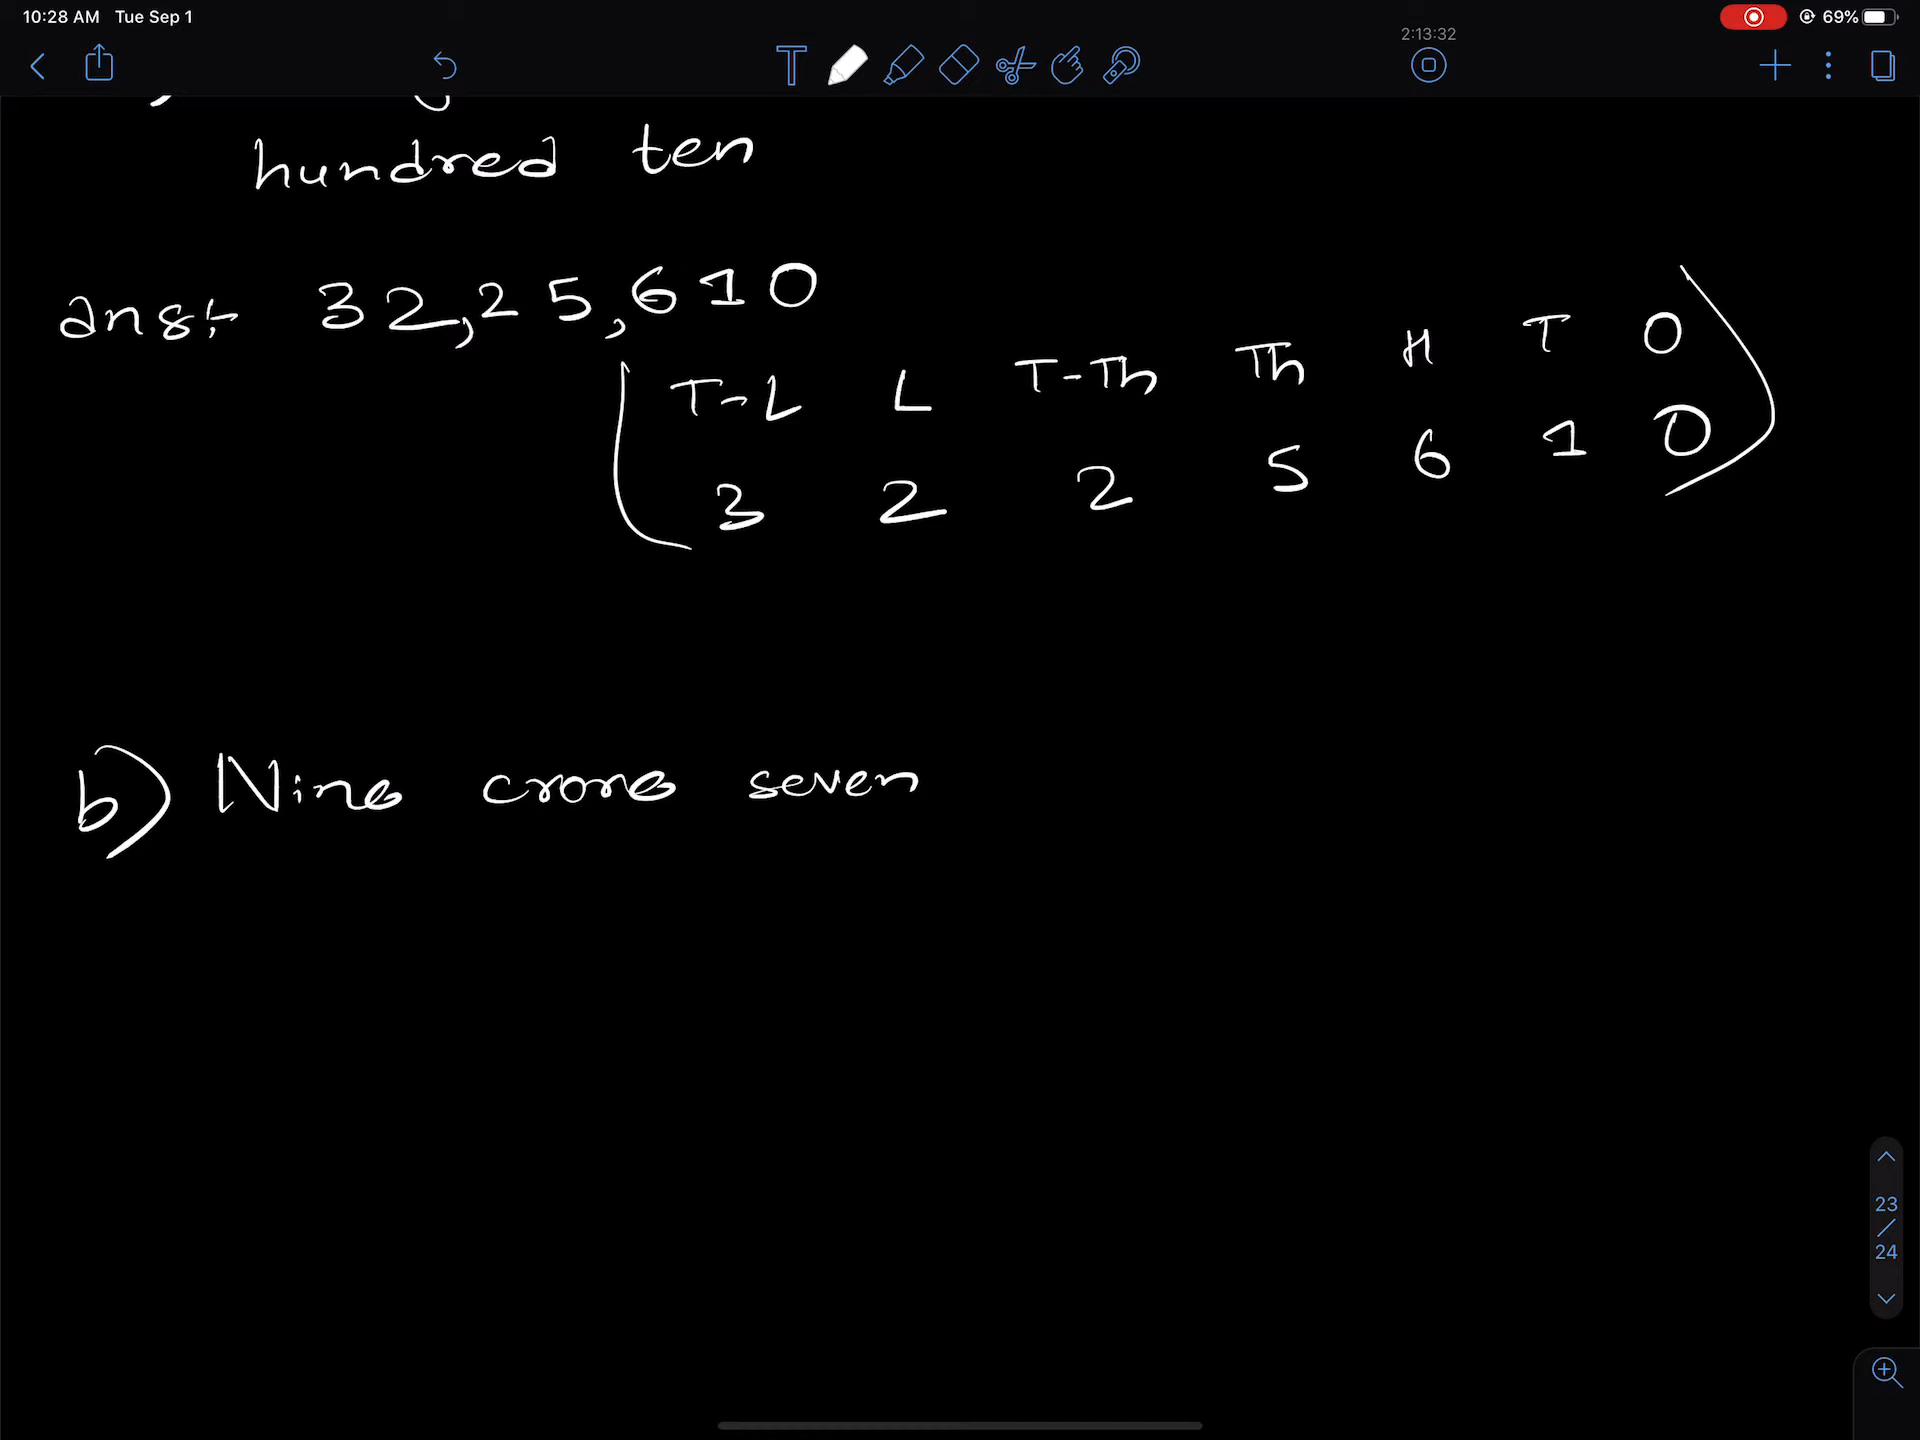 10:28 AM Tue Sep 1
69%
2:13:32
hundred ten
ans:- 32,25,610
T-L L T-Th Th H T O
3 2 2 5 6 1 0
b) Nine crore seven
23
24